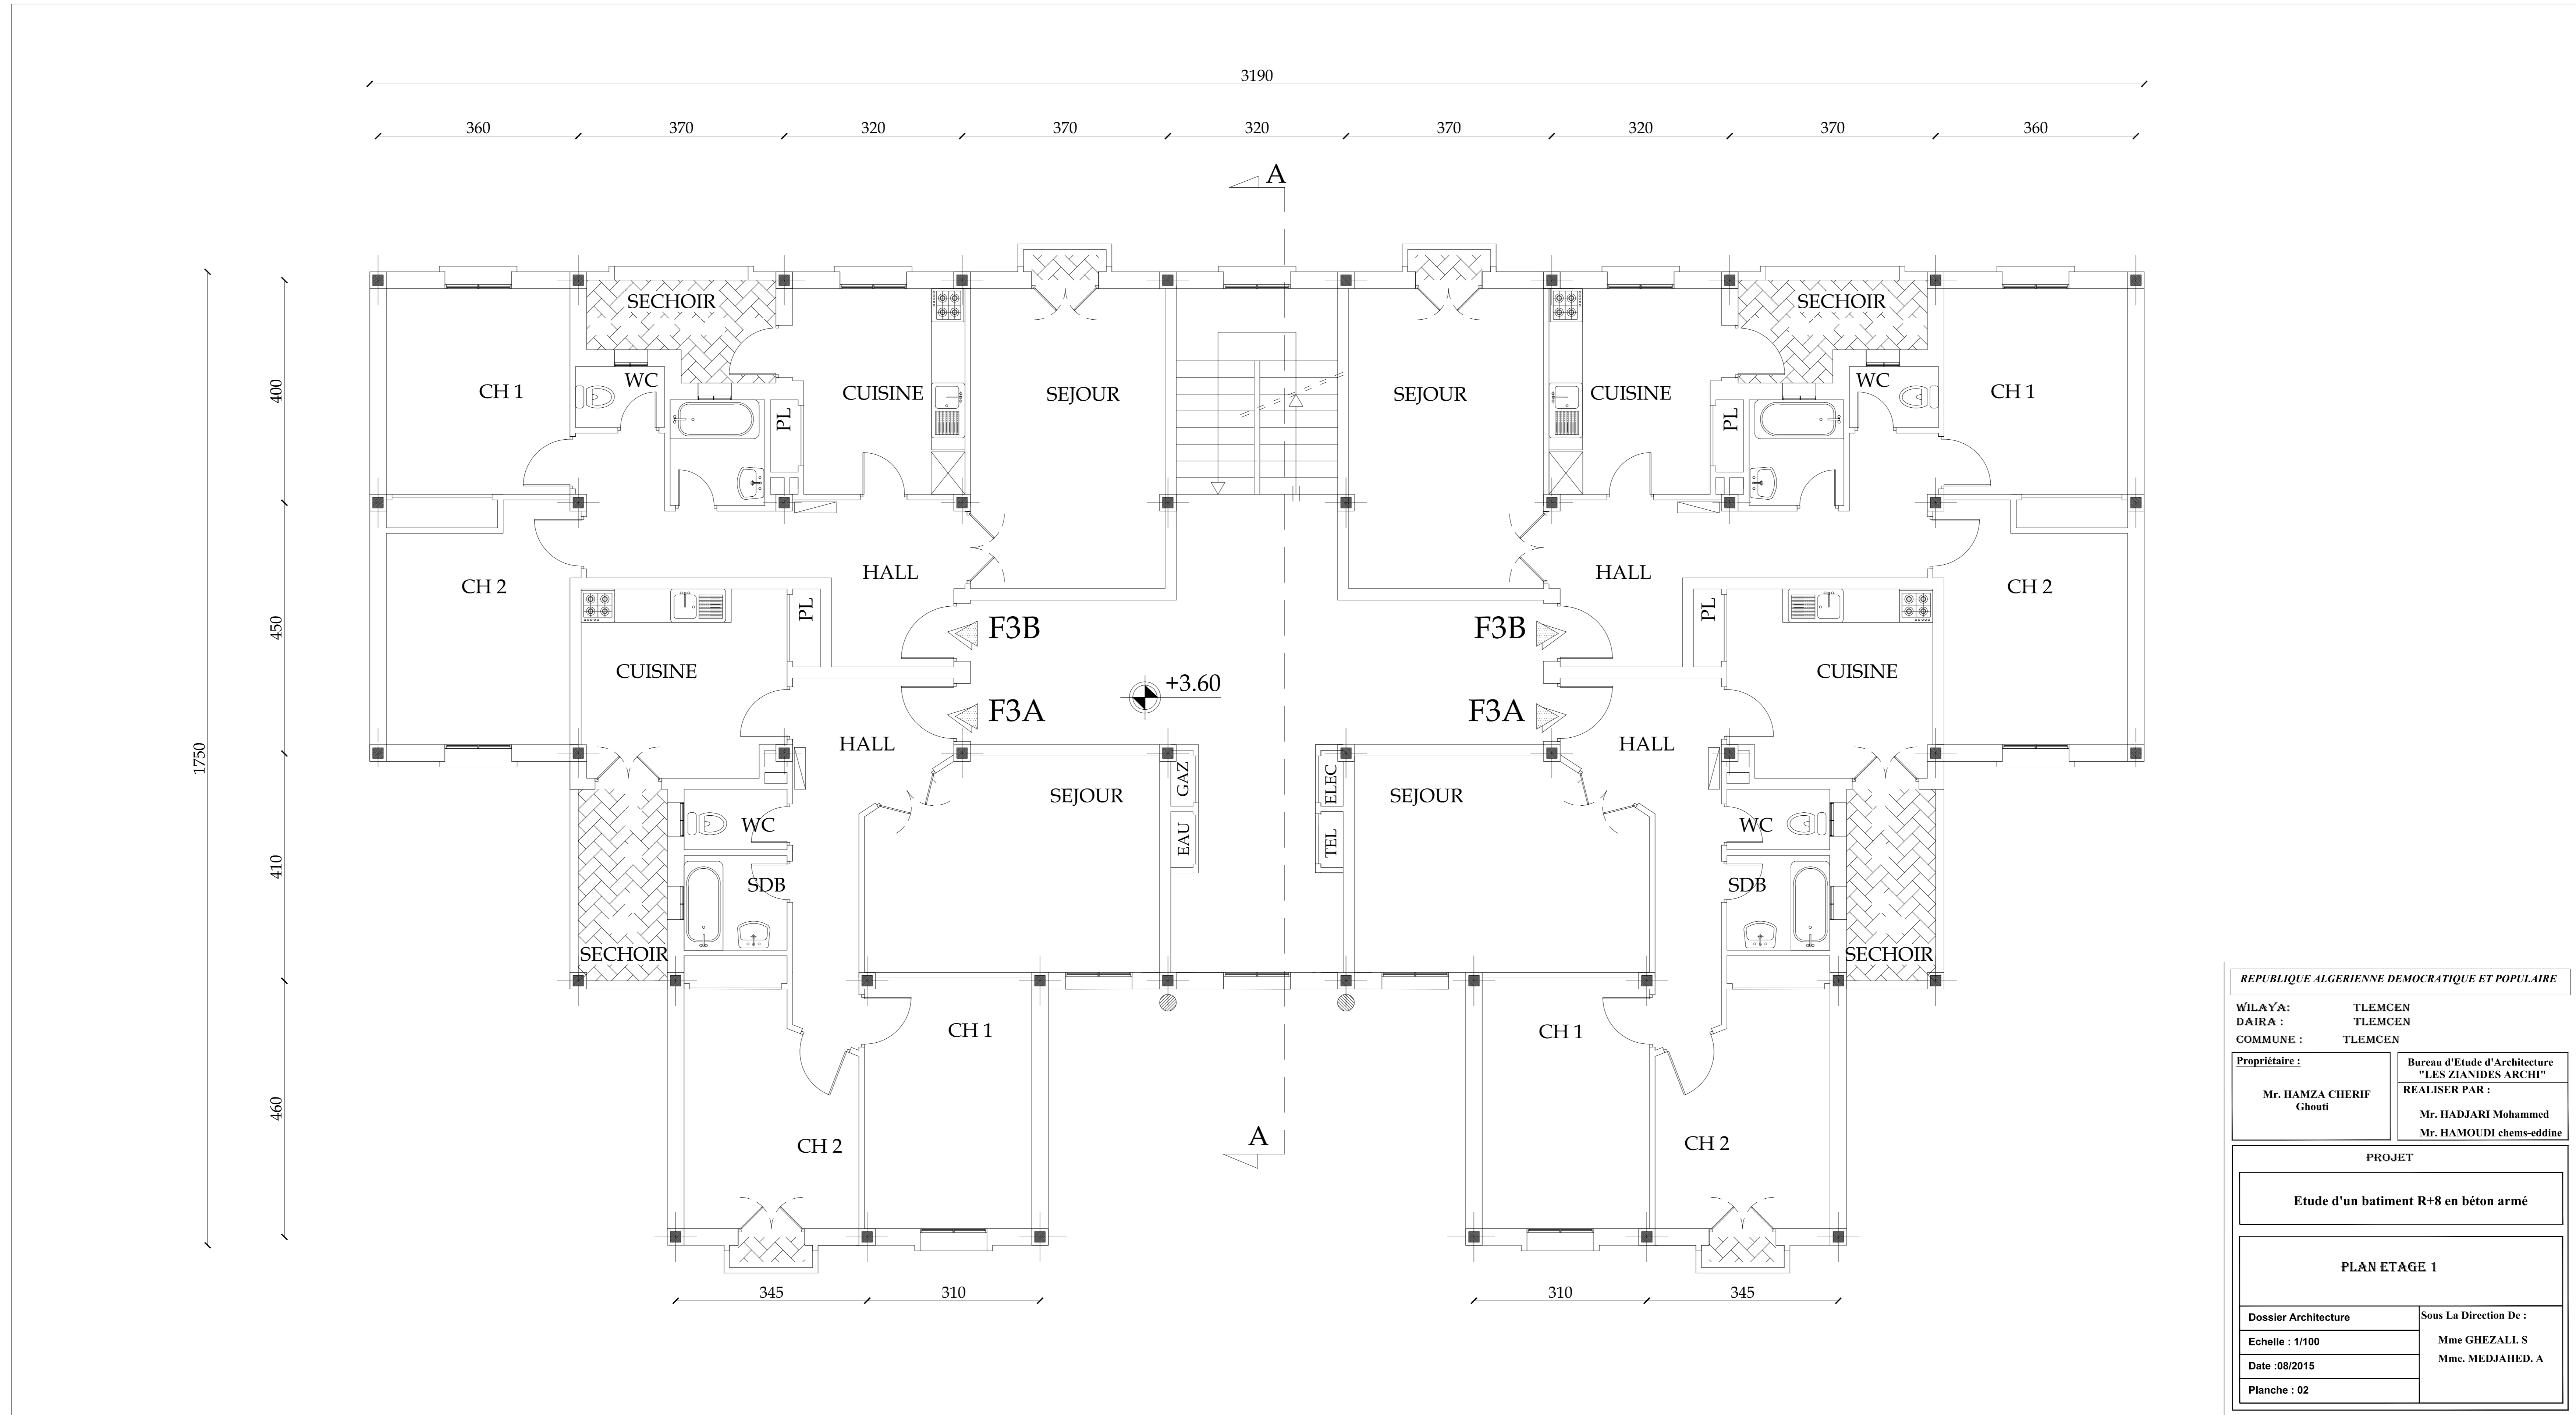 3190
360 370 320 370 320 370 320 370 360
A
SECHOIR SECHOIR
WC WC
CH 1 CUISINE SEJOUR SEJOUR CUISINE CH 1
400
PL PL
HALL HALL
CH 2 CH 2
PL PL
450
F3B F3B
CUISINE CUISINE
+3.60
F3A F3A
HALL HALL
1750
GAZ ELEC
SEJOUR SEJOUR
WC WC
EAU TEL
410
SDB SDB
SECHOIR SECHOIR
CH 1 CH 1
460
A
CH 2 CH 2
345 310 310 345
REPUBLIQUE ALGERIENNE DEMOCRATIQUE ET POPULAIRE
WILAYA: TLEMCEN
DAIRA : TLEMCEN
COMMUNE : TLEMCEN
Propriétaire :
Mr. HAMZA CHERIF
Ghouti
Bureau d'Etude d'Architecture
"LES ZIANIDES ARCHI"
REALISER PAR :
Mr. HADJARI Mohammed
Mr. HAMOUDI chems-eddine
PROJET
Etude d'un batiment R+8 en béton armé
PLAN ETAGE 1
Dossier Architecture
Echelle : 1/100
Date :08/2015
Planche : 02
Sous La Direction De :
Mme GHEZALI. S
Mme. MEDJAHED. A